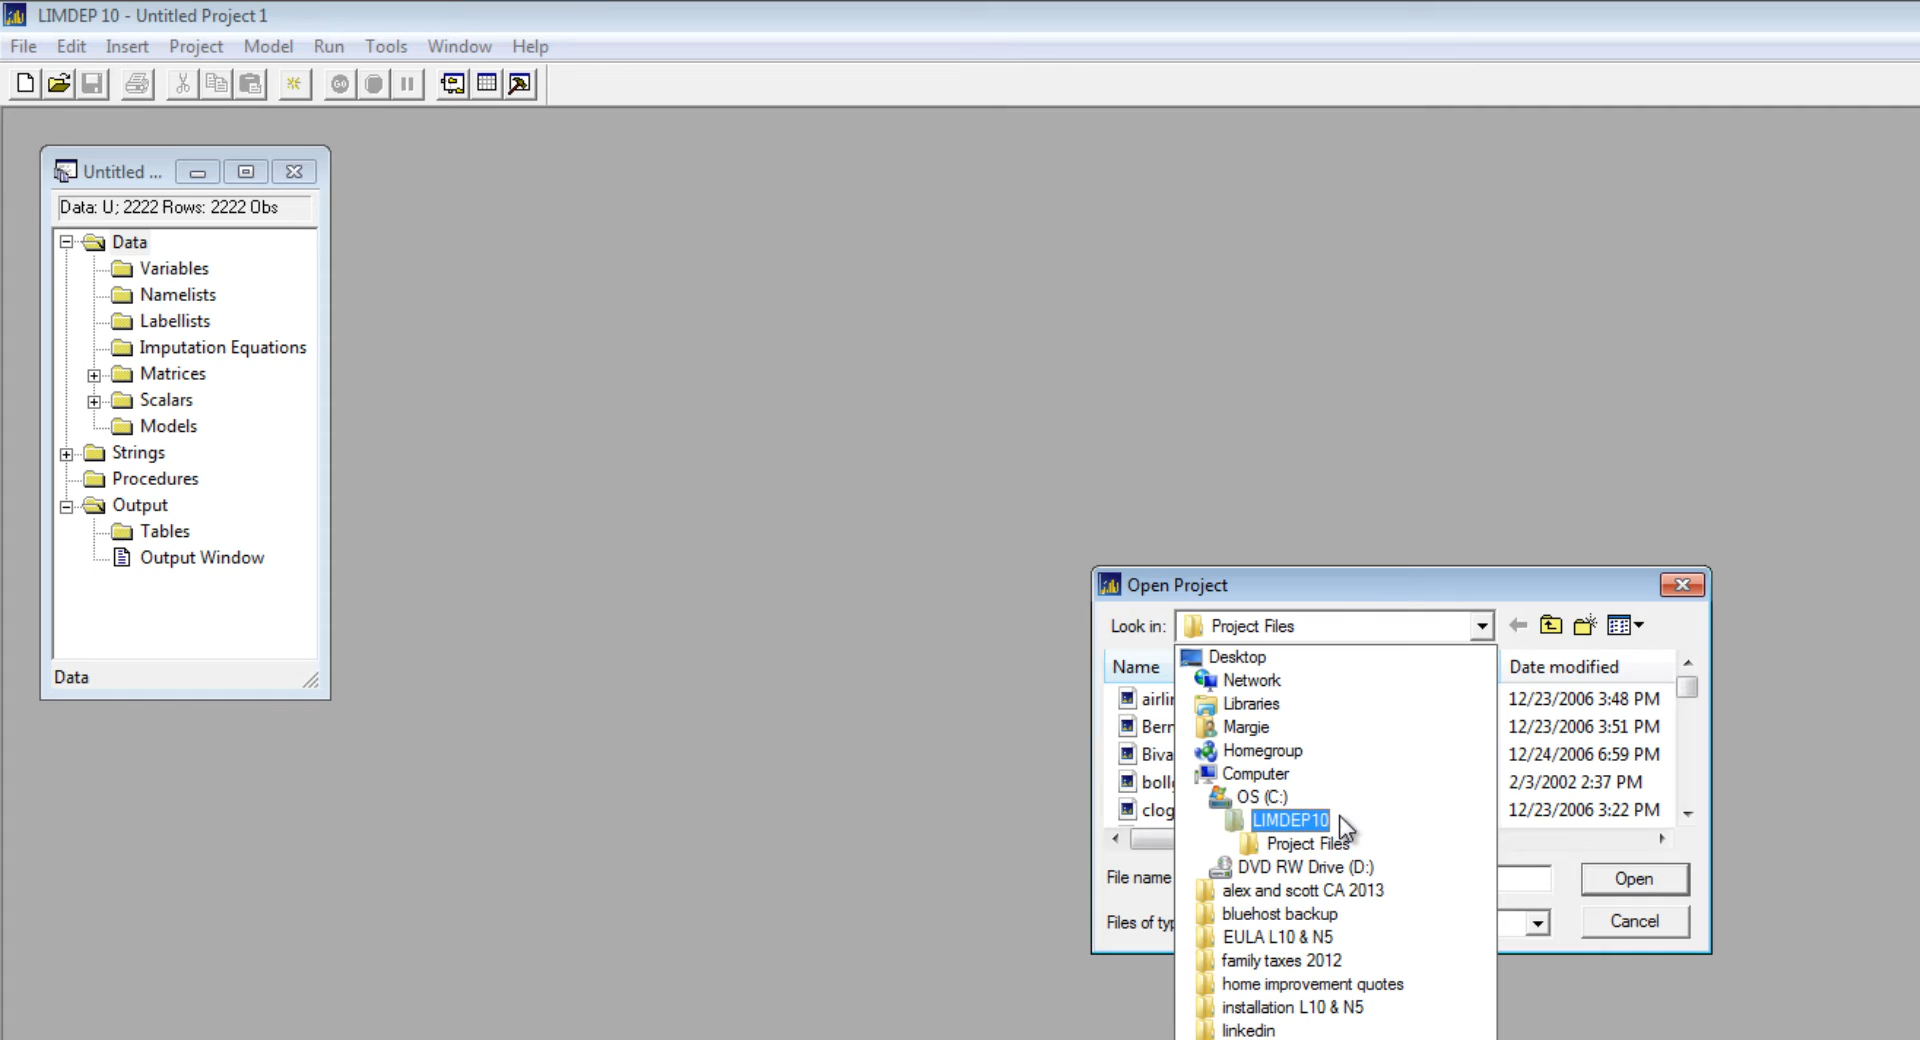 LIMDEP 10 - Untitled Project 1
File Edit Insert Project Model Run Tools Window Help
GO
Untitled ...
Data: U; 2222 Rows: 2222 Obs
Data
Variables
Namelists
Labellists
Imputation Equations
Matrices
Scalars
Models
Strings
Procedures
Output
Tables
Output Window
Data
Open Project
Look in: Project Files
Name Date modified
12/23/2006 3:48 PM
12/23/2006 3:51 PM
12/24/2006 6:59 PM
2/3/2002 2:37 PM
12/23/2006 3:22 PM
Desktop
Network
Libraries
Margie
Homegroup
Computer
OS (C:)
LIMDEP10
Project Files
DVD RW Drive (D:)
alex and scott CA 2013
bluehost backup
EULA L10 & N5
family taxes 2012
home improvement quotes
installation L10 & N5
linkedin
File name
Files of
Open
Cancel